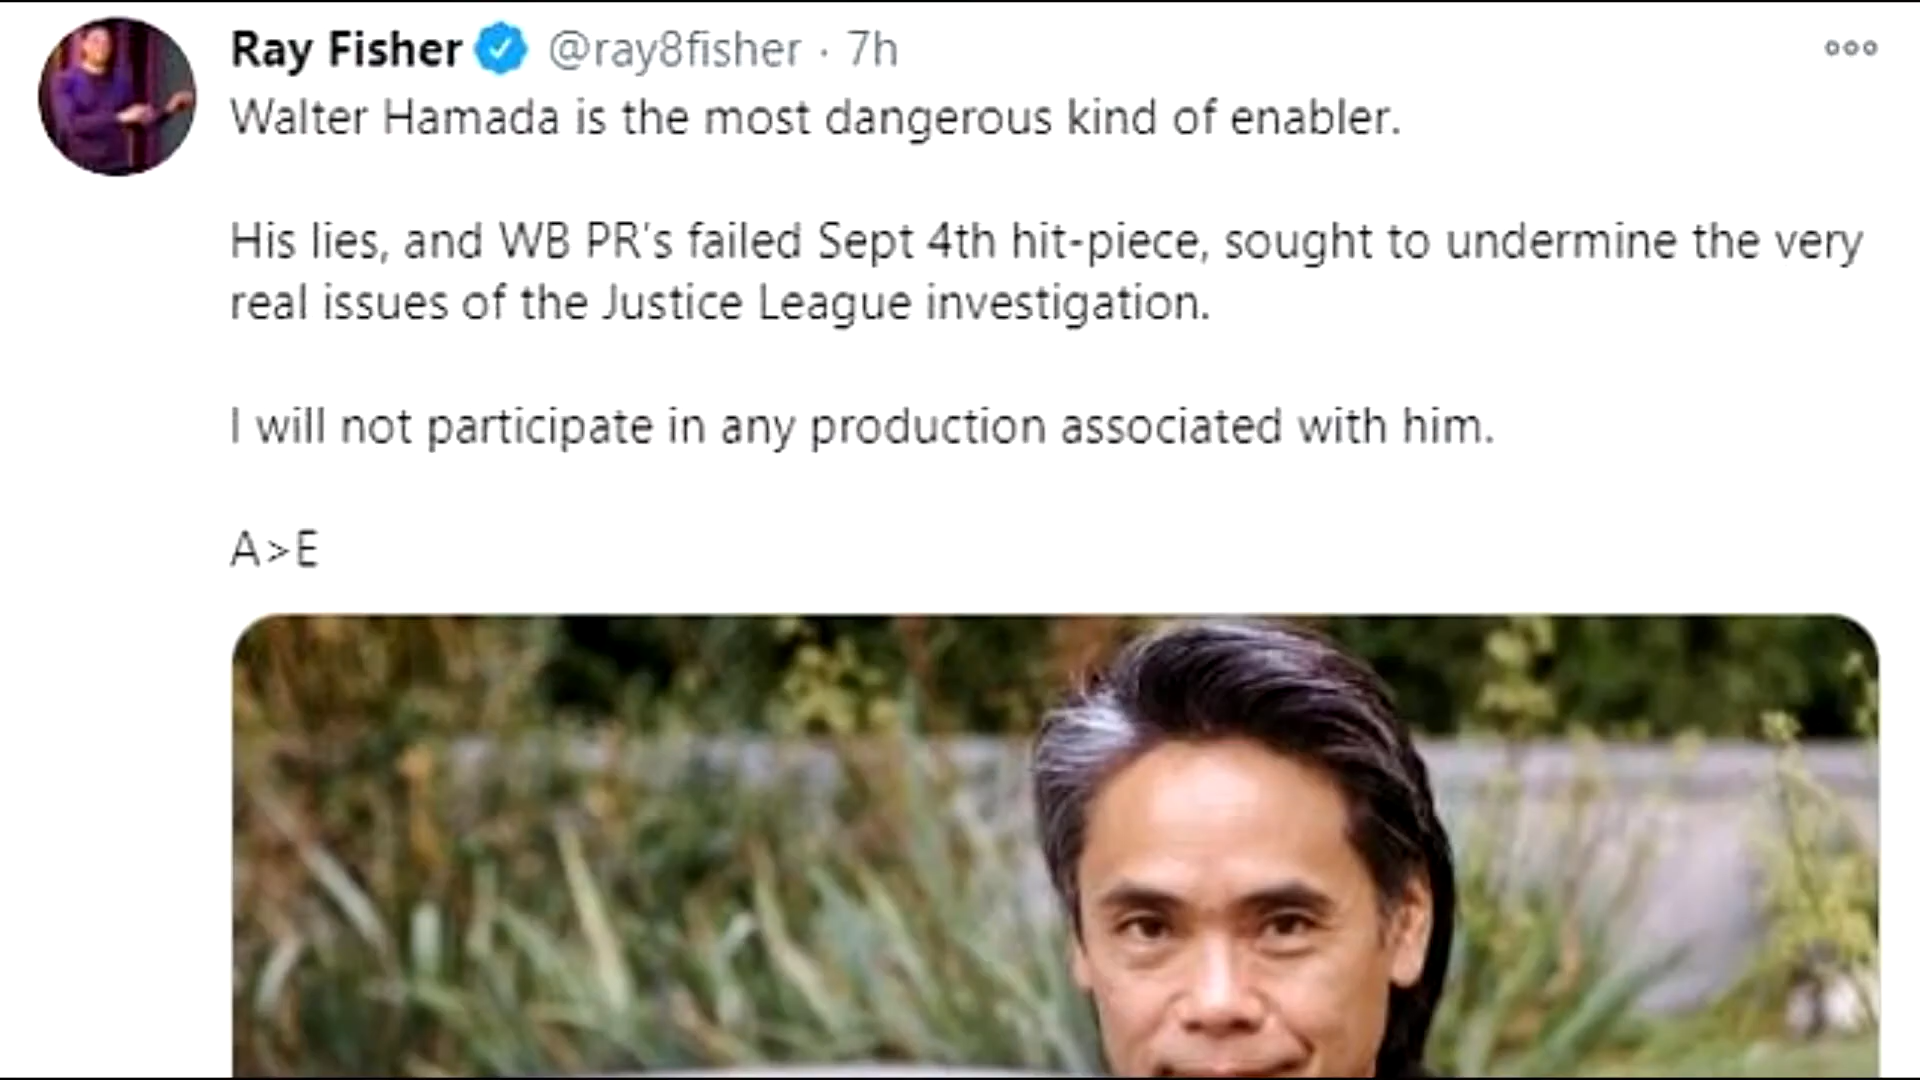 Ray Fisher @ray8fisher · 7h
Walter Hamada is the most dangerous kind of enabler.
His lies, and WB PR's failed Sept 4th hit-piece, sought to undermine the very
real issues of the Justice League investigation.
I will not participate in any production associated with him.
A>E